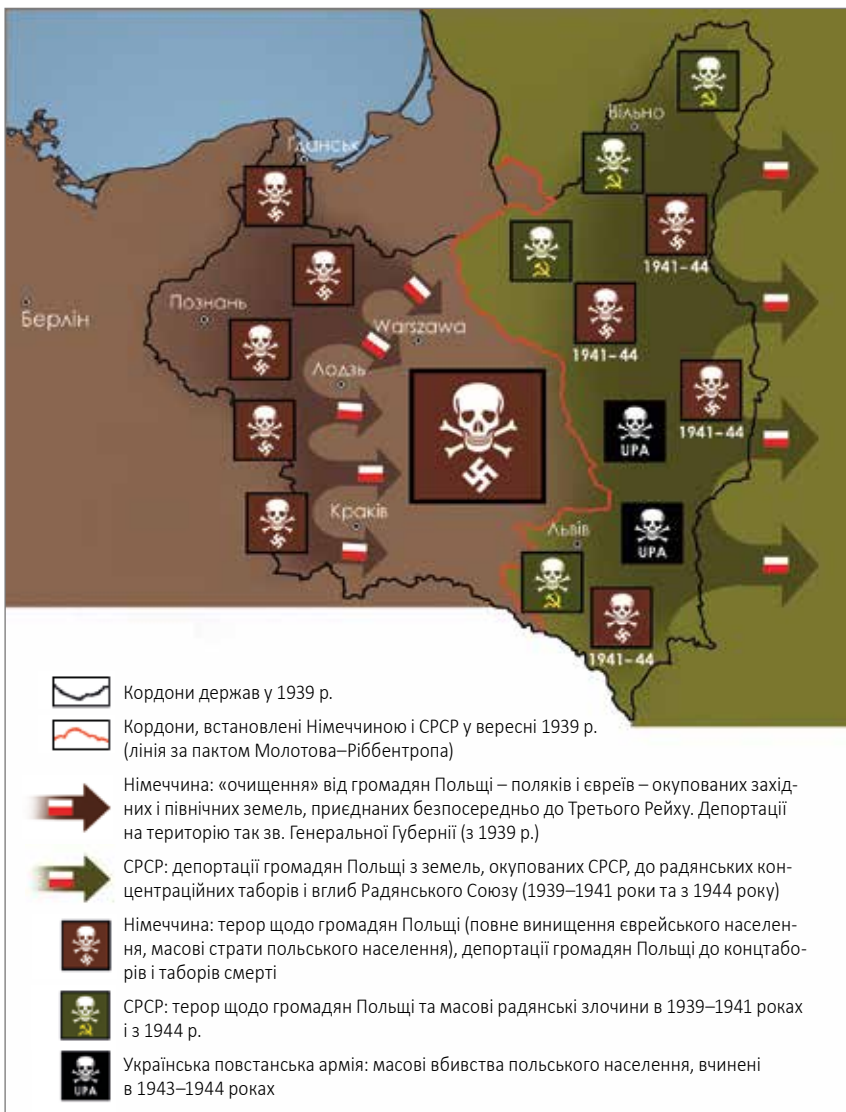 Гданськ
Вільно
1941–44
Познань
Берлін
Warszawa
1941–44
Лодзь
1941–44
UPA
Краків
Львів
UPA
1941–44
Кордони держав у 1939 р.
Кордони, встановлені Німеччиною і СРСР у вересні 1939 р.
(лінія за пактом Молотова–Ріббентропа)
Німеччина: «очищення» від громадян Польщі – поляків і євреїв – окупованих захід-
них і північних земель, приєднаних безпосередньо до Третього Рейху. Депортації
на територію так зв. Генеральної Губернії (з 1939 р.)
СРСР: депортації громадян Польщі з земель, окупованих СРСР, до радянських кон-
центраційних таборів і вглиб Радянського Союзу (1939–1941 роки та з 1944 року)
Німеччина: терор щодо громадян Польщі (повне винищення єврейського населен-
ня, масові страти польського населення), депортації громадян Польщі до концтабо-
рів і таборів смерті
СРСР: терор щодо громадян Польщі та масові радянські злочини в 1939–1941 роках
і з 1944 р.
UPA
Українська повстанська армія: масові вбивства польського населення, вчинені
в 1943–1944 роках